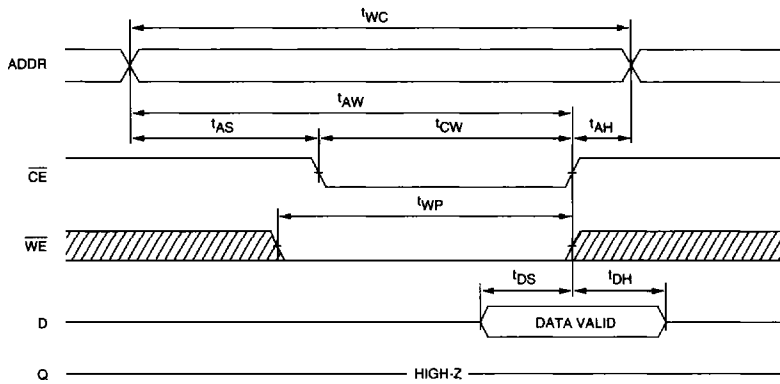 tWC
ADDR
tAW
tAS tCW tAH
CE
tWP
WE
tDS tDH
D DATA VALID
Q HIGH-Z